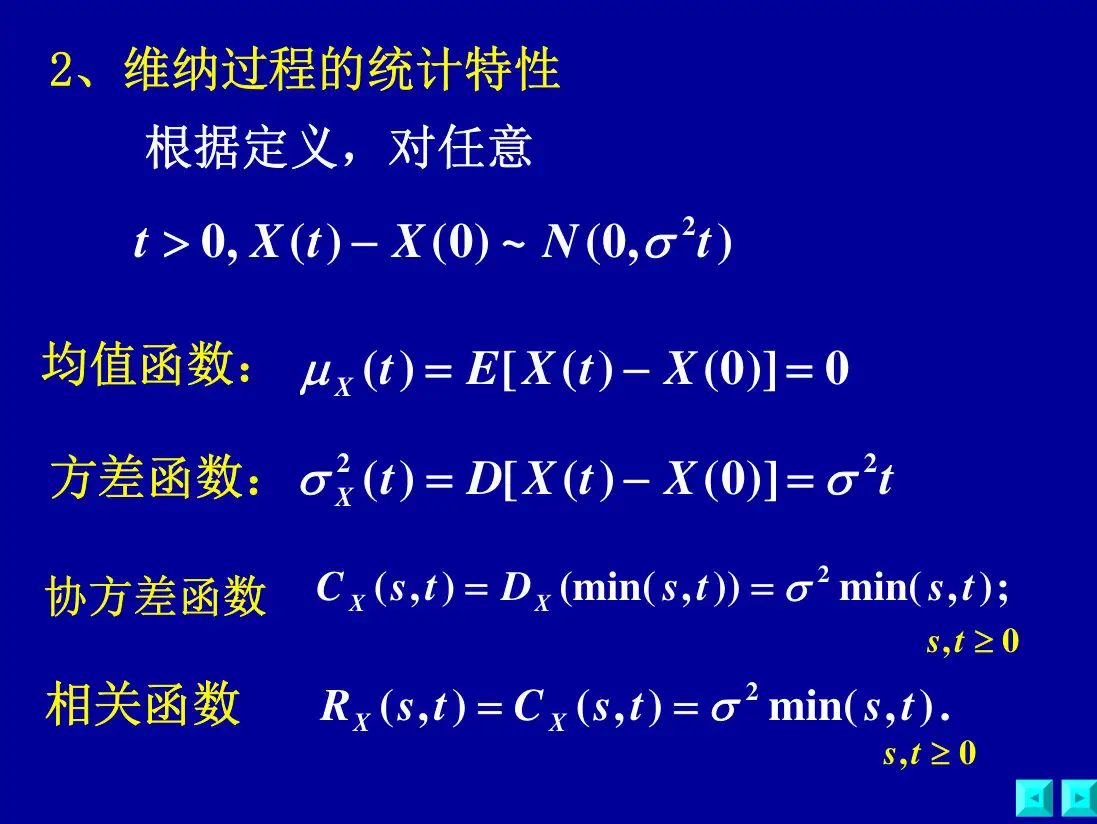 2、维纳过程的统计特性
根据定义，对任意
t > 0, X(t) − X(0) ~ N(0, σ²t)
均值函数： μ_X(t) = E[X(t) − X(0)] = 0
方差函数： σ²_X(t) = D[X(t) − X(0)] = σ²t
协方差函数 C_X(s,t) = D_X(min(s,t)) = σ² min(s,t);
s,t ≥ 0
相关函数 R_X(s,t) = C_X(s,t) = σ² min(s,t).
s,t ≥ 0